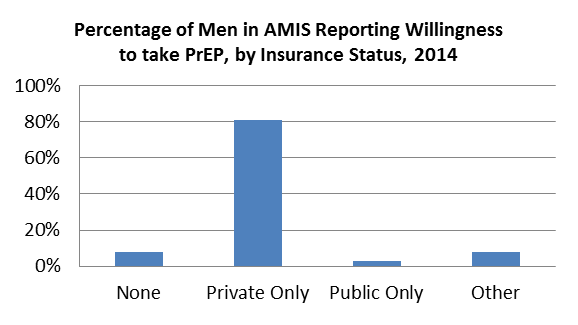 Percentage of Men in AMIS Reporting Willingness
to take PrEP, by Insurance Status, 2014
100%
80%
60%
40%
20%
0%
None Private Only Public Only Other